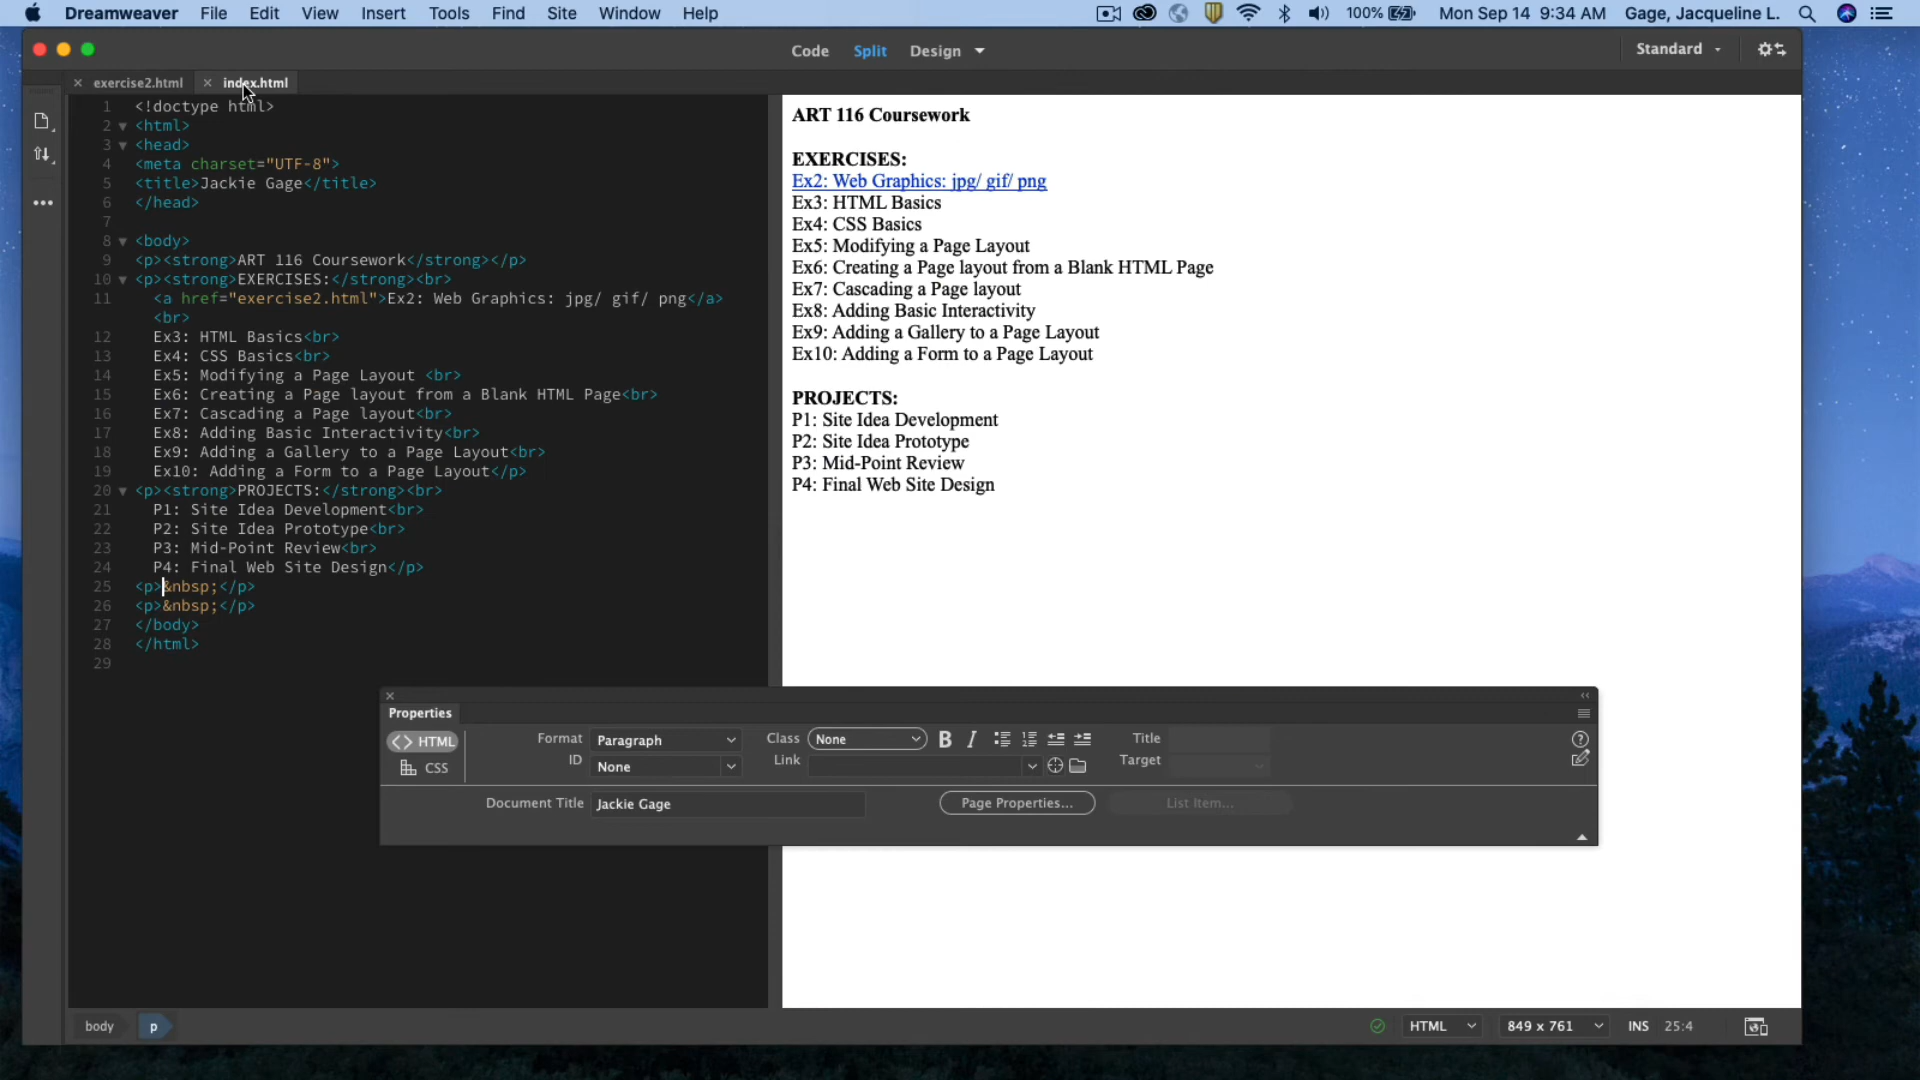 Dreamweaver File Edit View Insert Tools Find Site Window Help 100% Mon Sep 14 9:34 AM Gage, Jacqueline L.
Code Split Design Standard
exercise2.html index.html
1 <!doctype html>
2 <html>
3 <head>
4 <meta charset="UTF-8">
5 <title>Jackie Gage</title>
6 </head>
7
8 <body>
9 <p><strong>ART 116 Coursework</strong></p>
10 <p><strong>EXERCISES:</strong><br>
11 <a href="exercise2.html">Ex2: Web Graphics: jpg/ gif/ png</a>
<br>
12 Ex3: HTML Basics<br>
13 Ex4: CSS Basics<br>
14 Ex5: Modifying a Page Layout <br>
15 Ex6: Creating a Page layout from a Blank HTML Page<br>
16 Ex7: Cascading a Page layout<br>
17 Ex8: Adding Basic Interactivity<br>
18 Ex9: Adding a Gallery to a Page Layout<br>
19 Ex10: Adding a Form to a Page Layout</p>
20 <p><strong>PROJECTS:</strong><br>
21 P1: Site Idea Development<br>
22 P2: Site Idea Prototype<br>
23 P3: Mid-Point Review<br>
24 P4: Final Web Site Design</p>
25 <p>&nbsp;</p>
26 <p>&nbsp;</p>
27 </body>
28 </html>
29
ART 116 Coursework
EXERCISES:
Ex2: Web Graphics: jpg/ gif/ png
Ex3: HTML Basics
Ex4: CSS Basics
Ex5: Modifying a Page Layout
Ex6: Creating a Page layout from a Blank HTML Page
Ex7: Cascading a Page layout
Ex8: Adding Basic Interactivity
Ex9: Adding a Gallery to a Page Layout
Ex10: Adding a Form to a Page Layout
PROJECTS:
P1: Site Idea Development
P2: Site Idea Prototype
P3: Mid-Point Review
P4: Final Web Site Design
Properties
<> HTML Format Paragraph Class None B I Title
CSS ID None Link Target
Document Title Jackie Gage Page Properties... List Item...
body p HTML 849 x 761 INS 25:4